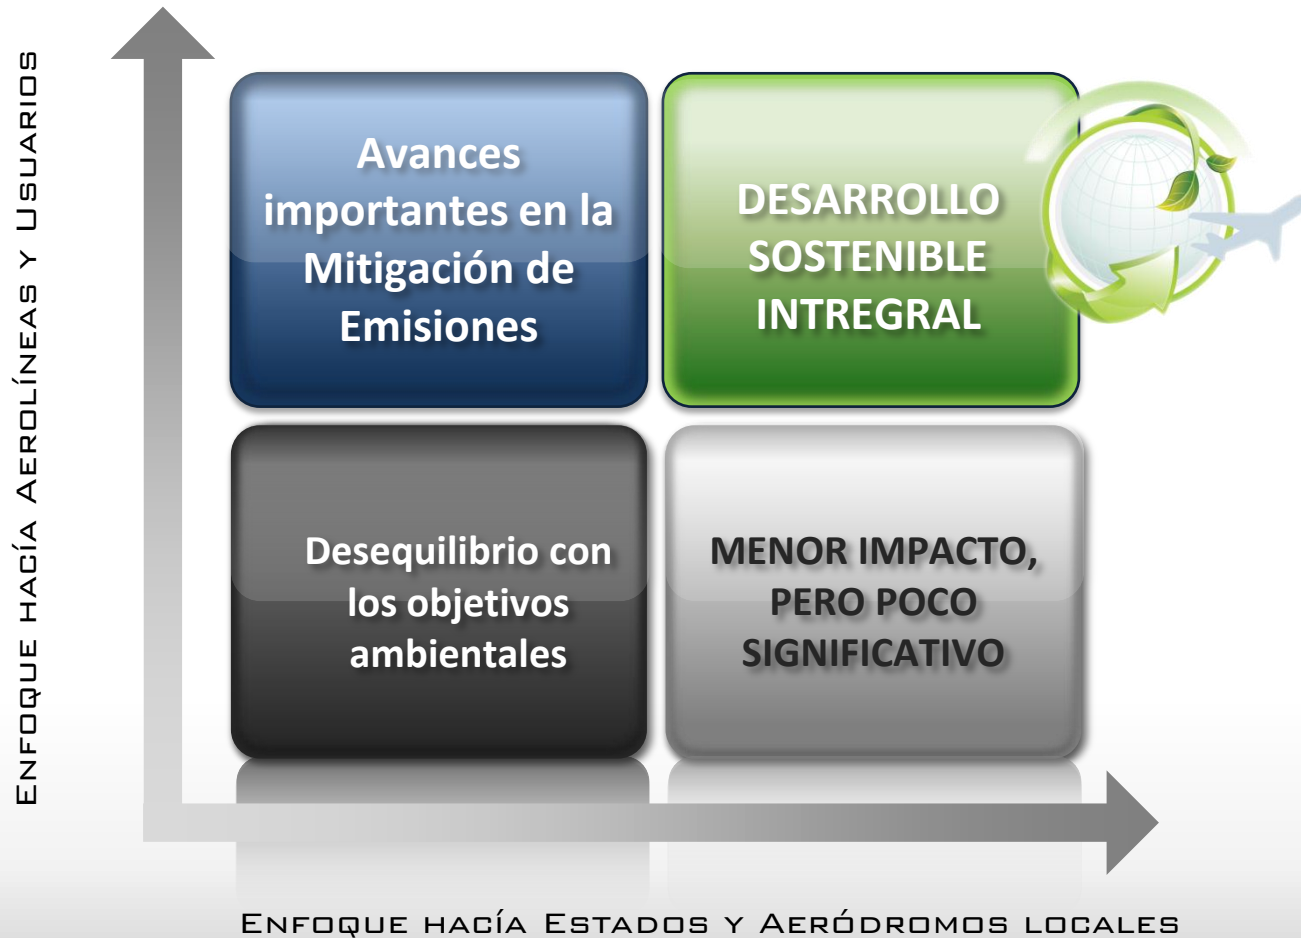 Enfoque hacía Aerolíneas y Usuarios
Avances
importantes en la
Mitigación de
Emisiones
DESARROLLO
SOSTENIBLE
INTREGRAL
Desequilibrio con
los objetivos
ambientales
MENOR IMPACTO,
PERO POCO
SIGNIFICATIVO
Enfoque hacía Estados y Aeródromos locales